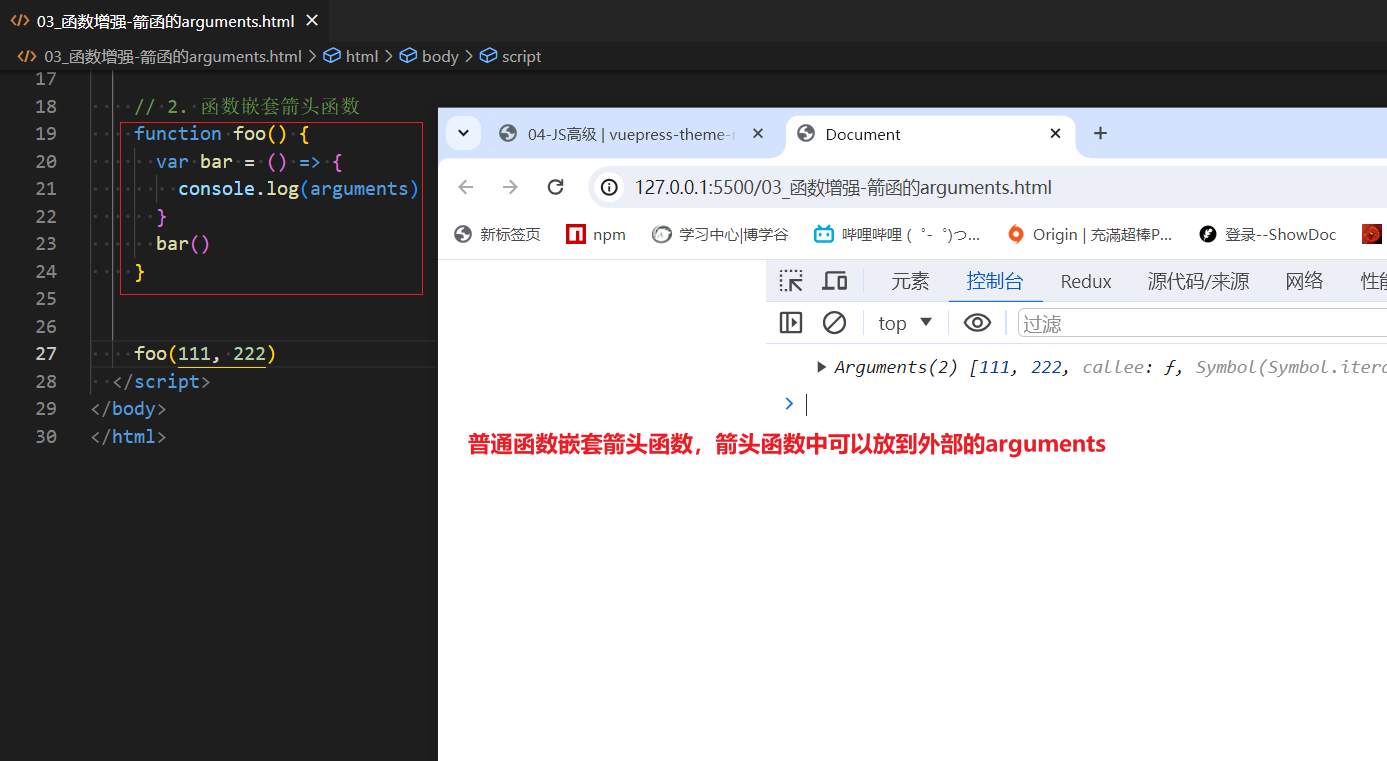 03_函数增强-箭函的arguments.html
03_函数增强-箭函的arguments.html > html > body > script
17
18 // 2. 函数嵌套箭头函数
19 function foo() {
20 var bar = () => {
21 console.log(arguments)
22 }
23 bar()
24 }
25
26
27 foo(111, 222)
28 </script>
29 </body>
30 </html>
04-JS高级 | vuepress-theme-r
Document
127.0.0.1:5500/03_函数增强-箭函的arguments.html
新标签页 npm 学习中心|博学谷 哔哩哔哩 ( ゜- ゜)つ... Origin | 充满超棒P... 登录--ShowDoc
元素 控制台 Redux 源代码/来源 网络 性能
top 过滤
Arguments(2) [111, 222, callee: ƒ, Symbol(Symbol.itera
普通函数嵌套箭头函数，箭头函数中可以放到外部的arguments